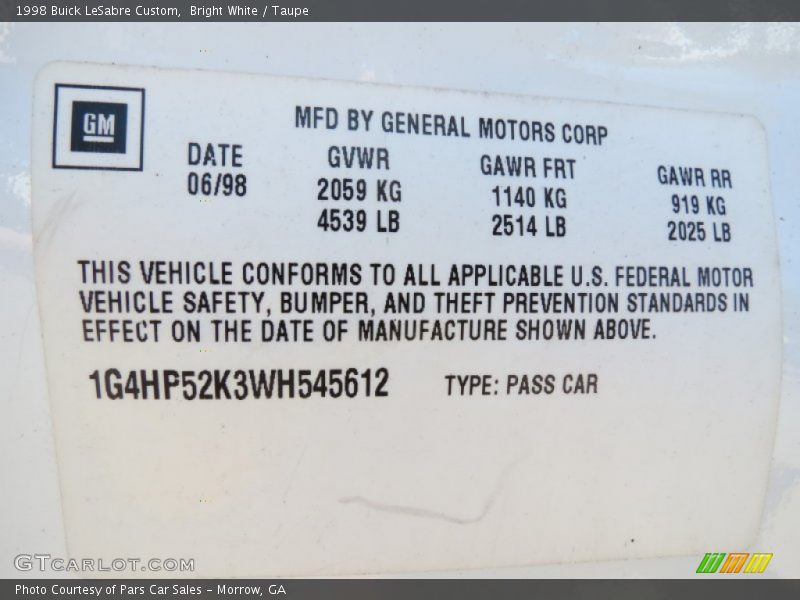 1998 Buick LeSabre Custom, Bright White / Taupe
GM
MFD BY GENERAL MOTORS CORP
DATE GVWR GAWR FRT GAWR RR
06/98 2059 KG 1140 KG 919 KG
4539 LB 2514 LB 2025 LB
THIS VEHICLE CONFORMS TO ALL APPLICABLE U.S. FEDERAL MOTOR
VEHICLE SAFETY, BUMPER, AND THEFT PREVENTION STANDARDS IN
EFFECT ON THE DATE OF MANUFACTURE SHOWN ABOVE.
1G4HP52K3WH545612 TYPE: PASS CAR
GTCARLOT.COM
Photo Courtesy of Pars Car Sales - Morrow, GA